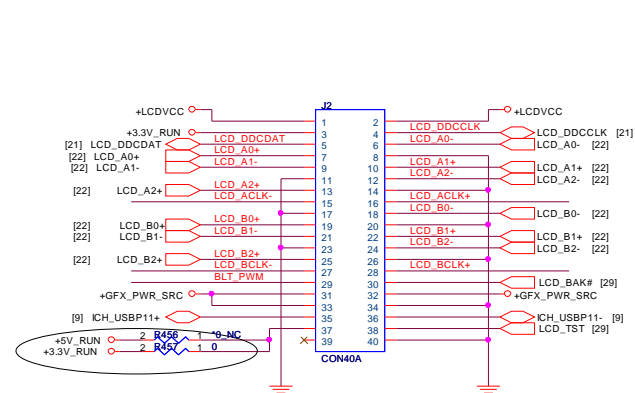 J2
+LCDVCC 1 2 +LCDVCC
+3.3V_RUN 3 4 LCD_DDCCLK LCD_DDCCLK [21]
[21] LCD_DDCDAT LCD_DDCDAT 5 6 LCD_A0- LCD_A0- [22]
[22] LCD_A0+ LCD_A0+ 7 8
[22] LCD_A1- LCD_A1- 9 10 LCD_A1+ LCD_A1+ [22]
11 12 LCD_A2- LCD_A2- [22]
[22] LCD_A2+ LCD_A2+ 13 14
LCD_ACLK- 15 16 LCD_ACLK+
17 18 LCD_B0- LCD_B0- [22]
[22] LCD_B0+ LCD_B0+ 19 20
[22] LCD_B1- LCD_B1- 21 22 LCD_B1+ LCD_B1+ [22]
23 24 LCD_B2- LCD_B2- [22]
[22] LCD_B2+ LCD_B2+ 25 26
LCD_BCLK- 27 28 LCD_BCLK+
BLT_PWM 29 30 LCD_BAK# [29]
+GFX_PWR_SRC 31 32 +GFX_PWR_SRC
33 34
[9] ICH_USBP11+ 35 36 ICH_USBP11- [9]
37 38 LCD_TST [29]
+5V_RUN 2 R456 1 *0_NC 39 40
+3.3V_RUN 2 R457 1 0
CON40A